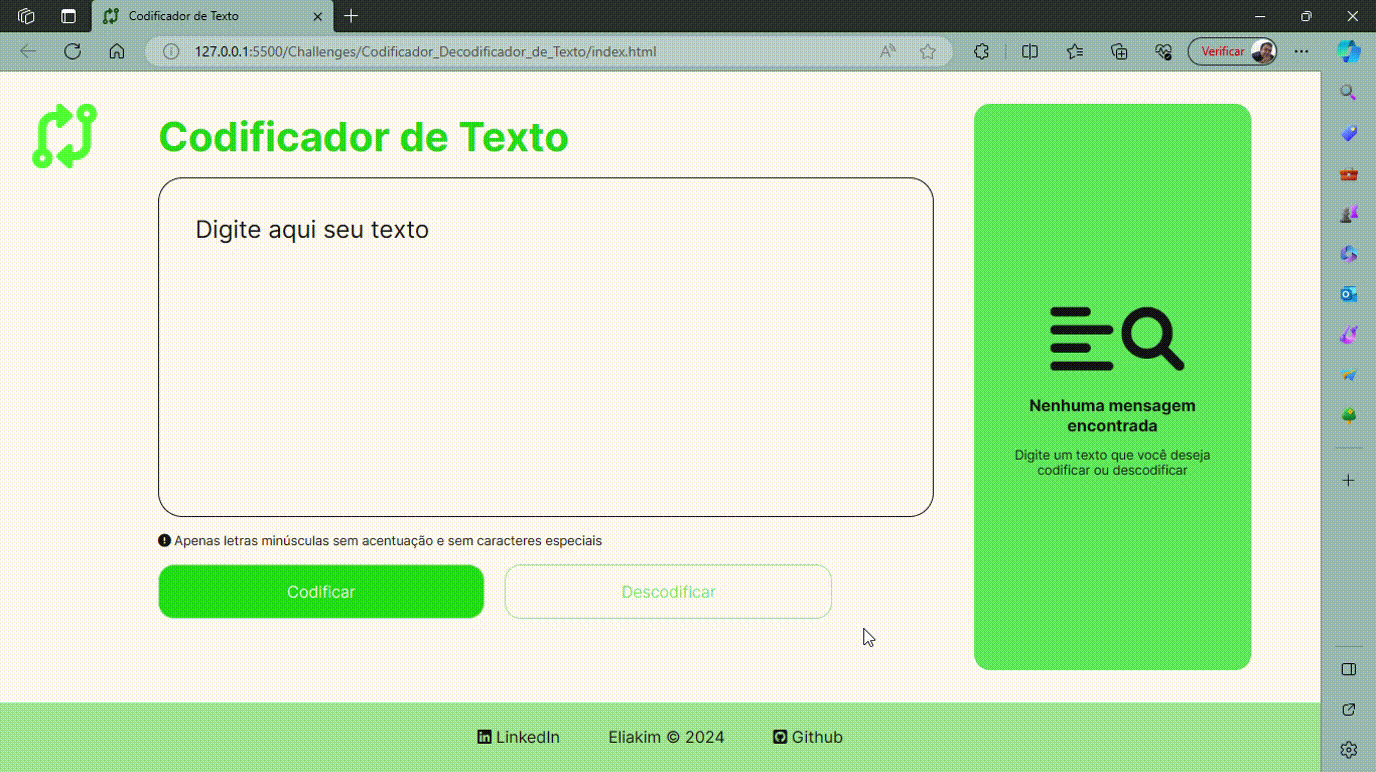 Codificador de Texto
127.0.0.1:5500/Challenges/Codificador_Decodificador_de_Texto/index.html
Verificar
Codificador de Texto
Digite aqui seu texto
Apenas letras minúsculas sem acentuação e sem caracteres especiais
Codificar
Descodificar
Nenhuma mensagem
encontrada
Digite um texto que você deseja
codificar ou descodificar
LinkedIn
Eliakim © 2024
Github